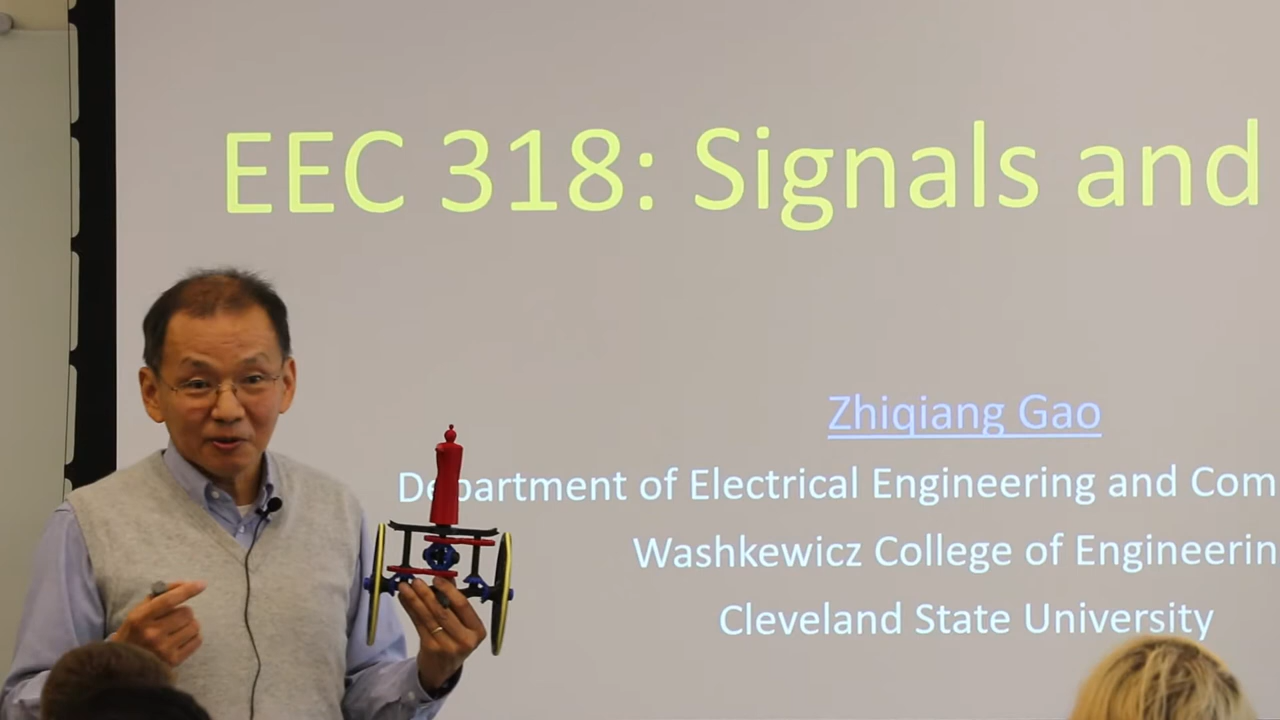 EEC 318: Signals and
Zhiqiang Gao
Department of Electrical Engineering and Com
Washkewicz College of Engineerin
Cleveland State University